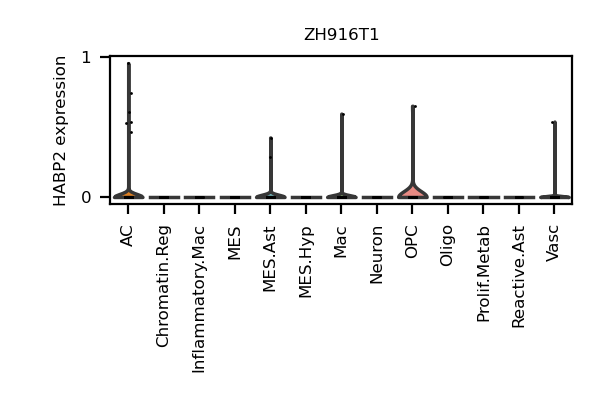 ZH916T1
HABP2 expression
1
0
AC
Chromatin.Reg
Inflammatory.Mac
MES
MES.Ast
MES.Hyp
Mac
Neuron
OPC
Oligo
Prolif.Metab
Reactive.Ast
Vasc